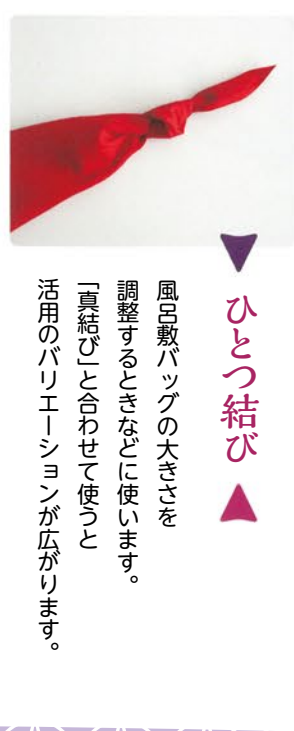 ひとつ結び
風呂敷バッグの大きさを
調整するときなどに使います。
「真結び」と合わせて使うと
活用のバリエーションが広がります。